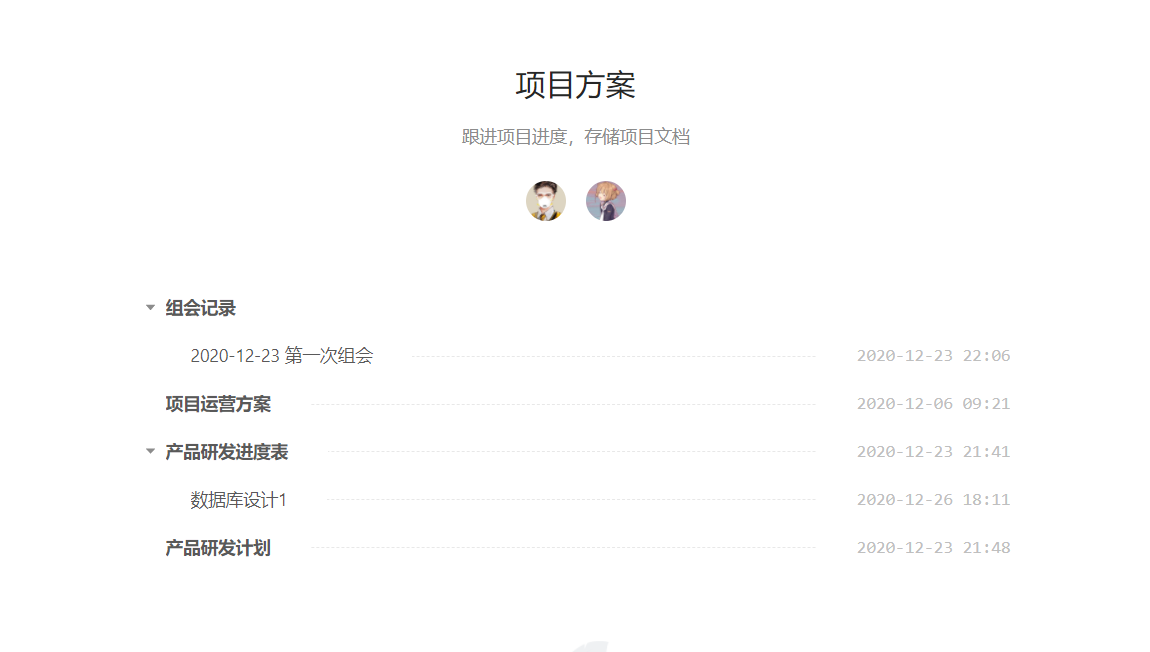 项目方案
跟进项目进度，存储项目文档
组会记录
2020-12-23 第一次组会 2020-12-23 22:06
项目运营方案 2020-12-06 09:21
产品研发进度表 2020-12-23 21:41
数据库设计1 2020-12-26 18:11
产品研发计划 2020-12-23 21:48